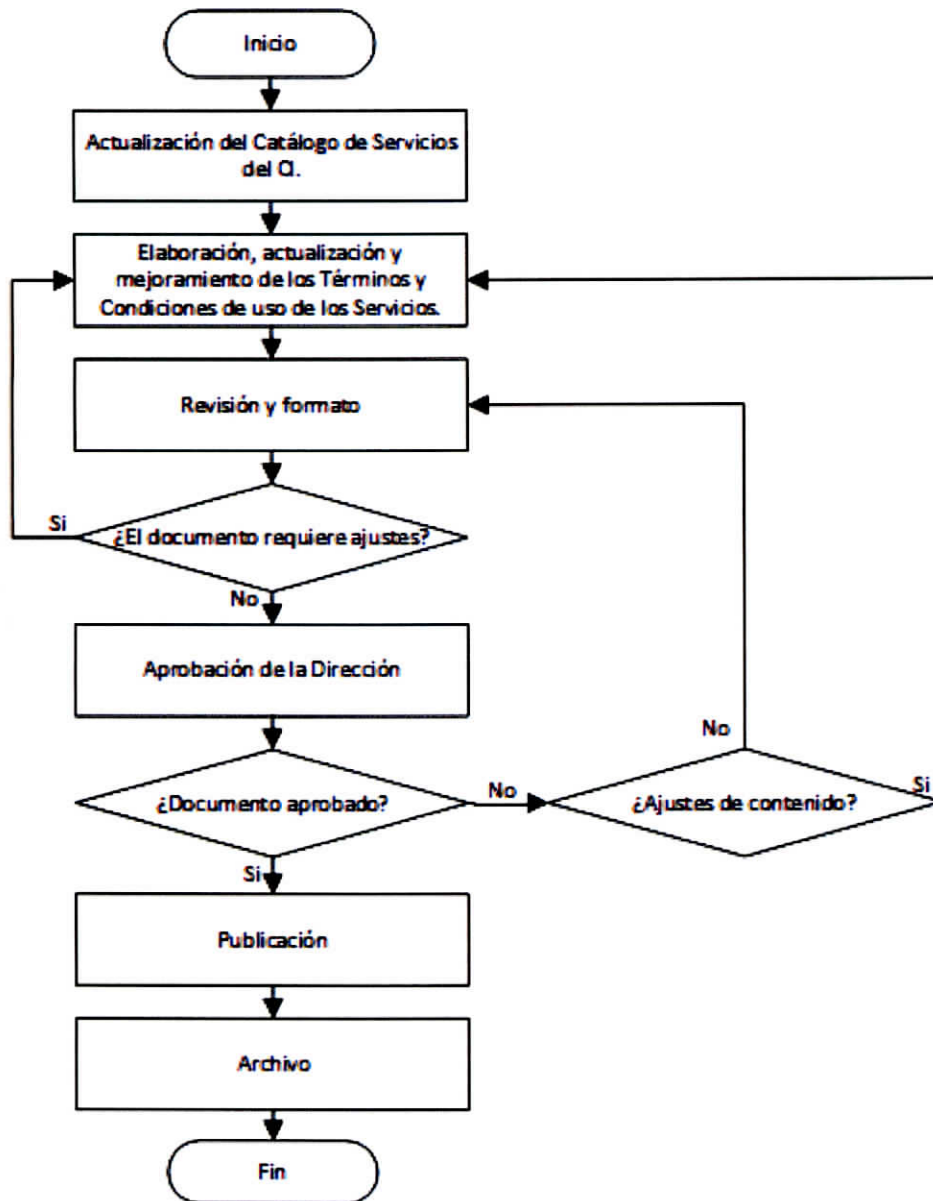 Inicio
Actualización del Catálogo de Servicios
del CI.
Elaboración, actualización y
mejoramiento de los Términos y
Condiciones de uso de los Servicios.
Revisión y formato
Si
¿El documento requiere ajustes?
No
Aprobación de la Dirección
¿Documento aprobado?
No
No
¿Ajustes de contenido?
Si
Si
Publicación
Archivo
Fin